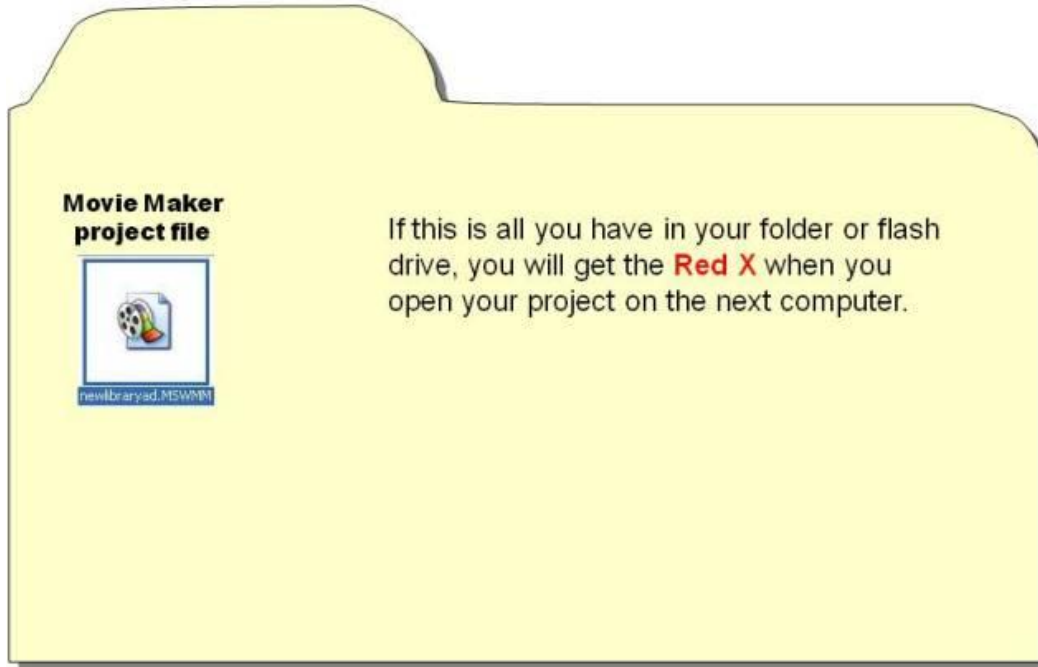 Movie Maker
project file
newlibraryad.MSWMM
If this is all you have in your folder or flash
drive, you will get the Red X when you
open your project on the next computer.